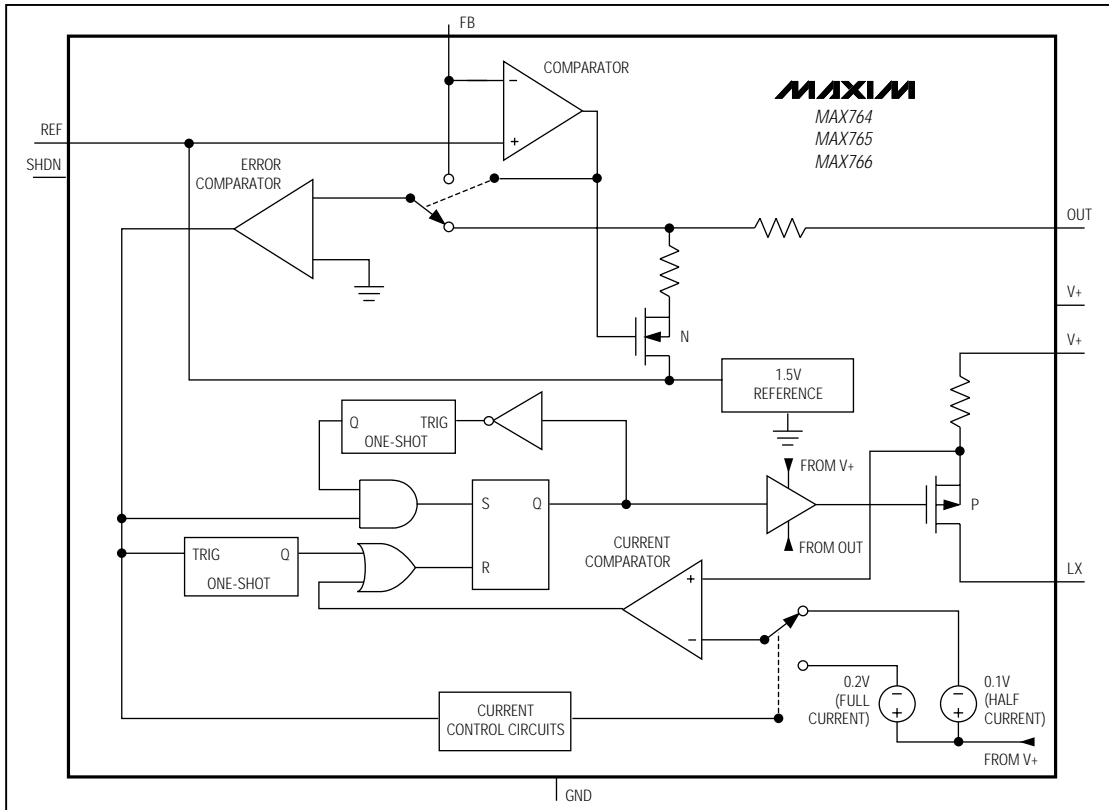 FB
COMPARATOR
MAXIM
MAX764
MAX765
MAX766
−
+
REF
SHDN
ERROR
COMPARATOR
OUT
V+
V+
N
1.5V
REFERENCE
Q TRIG
ONE-SHOT
FROM V+
S Q
P
FROM OUT
TRIG Q
ONE-SHOT
R
CURRENT
COMPARATOR
+
−
LX
0.2V
(FULL
CURRENT)
−
+
0.1V
(HALF
CURRENT)
−
+
CURRENT
CONTROL CIRCUITS
FROM V+
GND